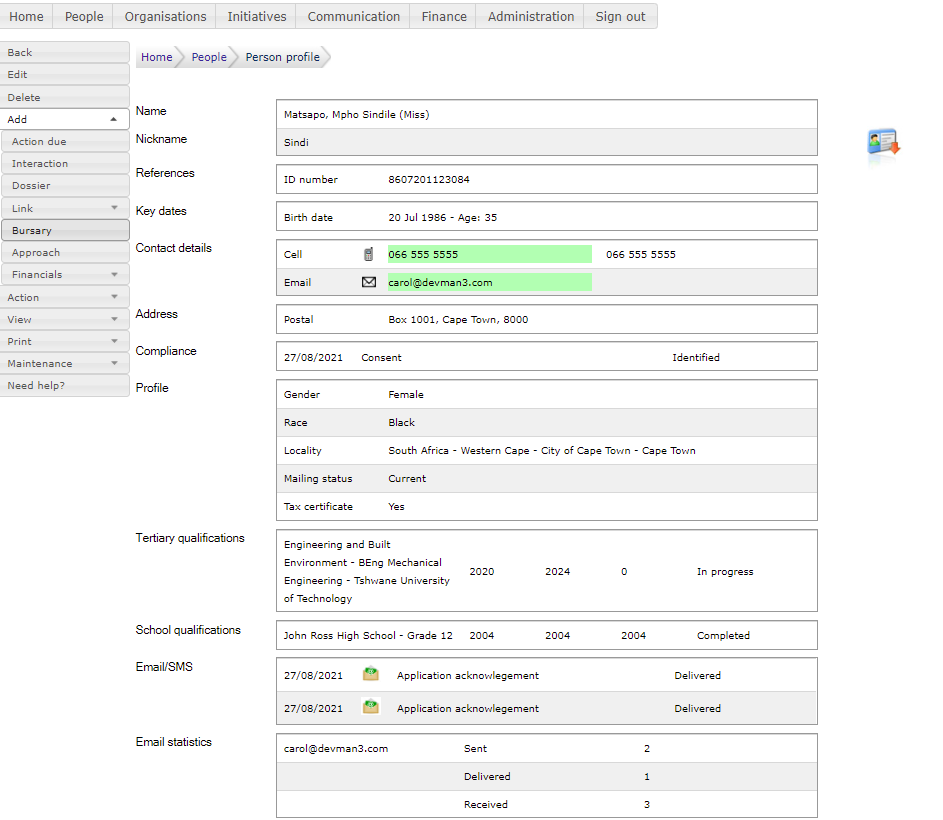 Home People Organisations Initiatives Communication Finance Administration Sign out
Back
Edit
Delete
Add
Action due
Interaction
Dossier
Link
Bursary
Approach
Financials
Action
View
Print
Maintenance
Need help?
Home People Person profile
Name Matsapo, Mpho Sindile (Miss)
Nickname Sindi
References ID number 8607201123084
Key dates Birth date 20 Jul 1986 - Age: 35
Contact details Cell 066 555 5555 066 555 5555
Email carol@devman3.com
Address Postal Box 1001, Cape Town, 8000
Compliance 27/08/2021 Consent Identified
Profile Gender Female
Race Black
Locality South Africa - Western Cape - City of Cape Town - Cape Town
Mailing status Current
Tax certificate Yes
Tertiary qualifications
Engineering and Built
Environment - BEng Mechanical
Engineering - Tshwane University
of Technology
2020 2024 0 In progress
School qualifications John Ross High School - Grade 12 2004 2004 2004 Completed
Email/SMS 27/08/2021 Application acknowlegement Delivered
27/08/2021 Application acknowlegement Delivered
Email statistics carol@devman3.com Sent 2
Delivered 1
Received 3